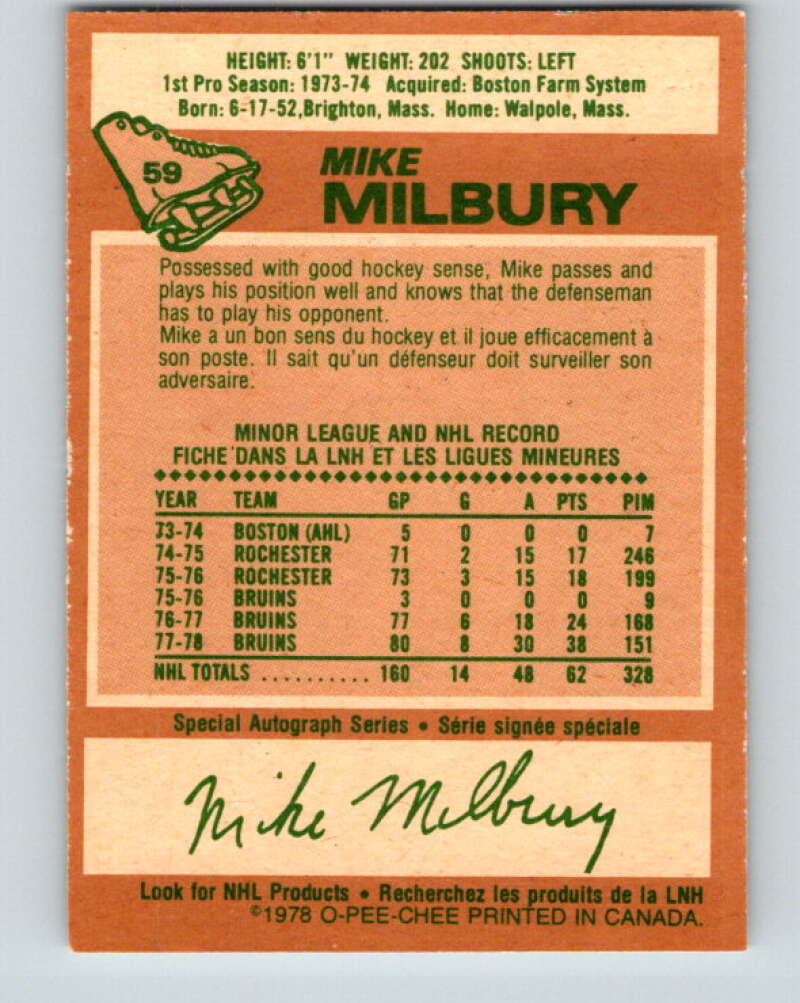 HEIGHT: 6'1" WEIGHT: 202 SHOOTS: LEFT
1st Pro Season: 1973-74 Acquired: Boston Farm System
Born: 6-17-52, Brighton, Mass. Home: Walpole, Mass.
59
MIKE
MILBURY
Possessed with good hockey sense, Mike passes and
plays his position well and knows that the defenseman
has to play his opponent.
Mike a un bon sens du hockey et il joue efficacement à
son poste. Il sait qu'un défenseur doit surveiller son
adversaire.
MINOR LEAGUE AND NHL RECORD
FICHE DANS LA LNH ET LES LIGUES MINEURES
YEAR TEAM GP G A PTS PIM
73-74 BOSTON (AHL) 5 0 0 0 7
74-75 ROCHESTER 71 2 15 17 246
75-76 ROCHESTER 73 3 15 18 199
75-76 BRUINS 3 0 0 0 9
76-77 BRUINS 77 6 18 24 168
77-78 BRUINS 80 8 30 38 151
NHL TOTALS .......... 160 14 48 62 328
Special Autograph Series • Série signée spéciale
Mike Milbury
Look for NHL Products • Recherchez les produits de la LNH
©1978 O-PEE-CHEE PRINTED IN CANADA.